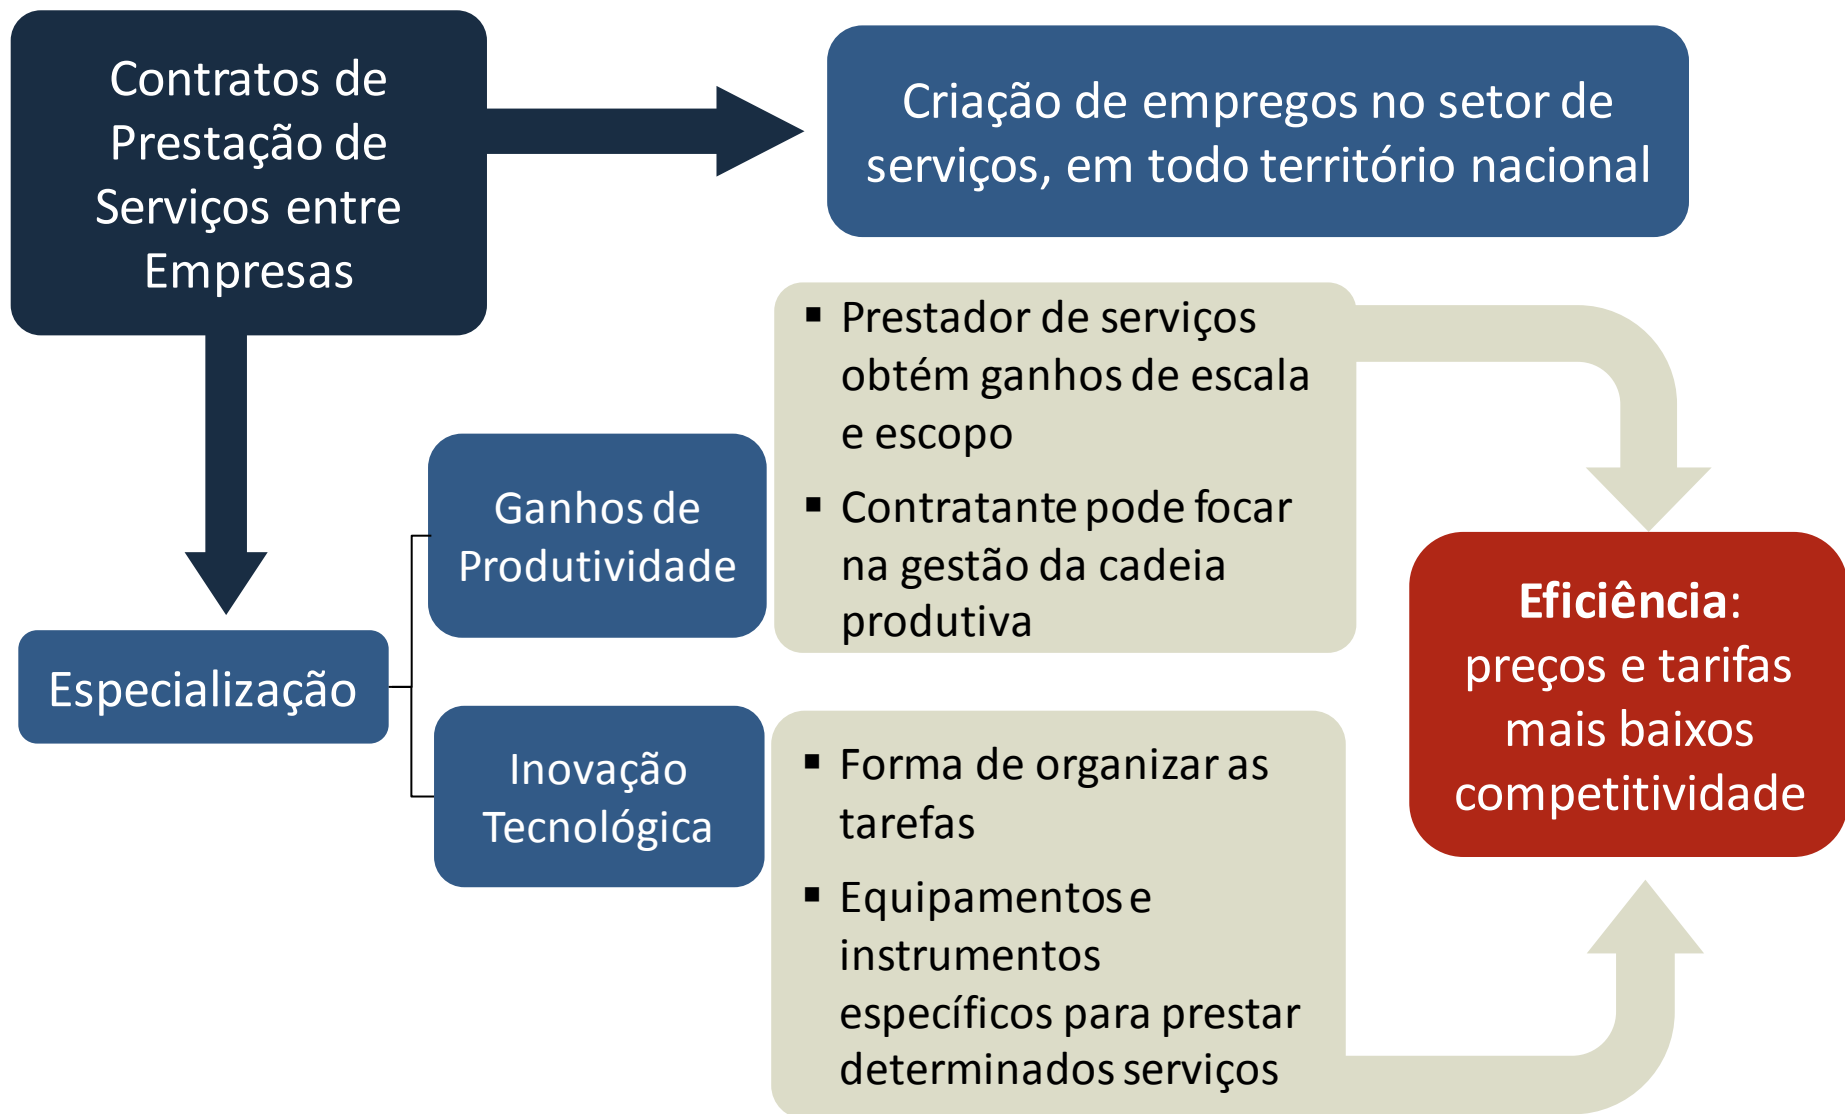 Contratos de
Prestação de
Serviços entre
Empresas
Criação de empregos no setor de
serviços, em todo território nacional
▪ Prestador de serviços
obtém ganhos de escala
e escopo
▪ Contratante pode focar
na gestão da cadeia
produtiva
Ganhos de
Produtividade
Especialização
Inovação
Tecnológica
▪ Forma de organizar as
tarefas
▪ Equipamentos e
instrumentos
específicos para prestar
determinados serviços
Eficiência:
preços e tarifas
mais baixos
competitividade